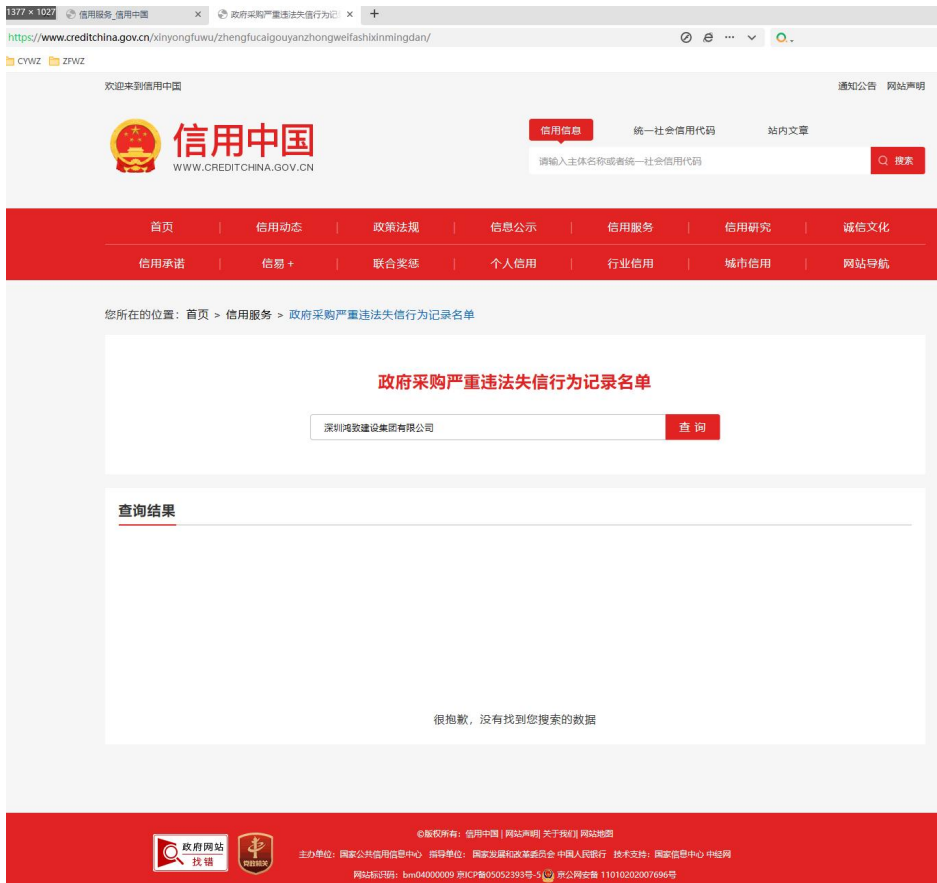 1377 × 1027 信用服务_信用中国 × 政府采购严重违法失信行为记 × +
https://www.creditchina.gov.cn/xinyongfuwu/zhengfucaigouyanzhongweifashixinmingdan/
CYWZ ZFWZ
欢迎来到信用中国 通知公告 网站声明
信用中国
WWW.CREDITCHINA.GOV.CN
信用信息 统一社会信用代码 站内文章
请输入主体名称或者统一社会信用代码 搜索
首页 | 信用动态 | 政策法规 | 信息公示 | 信用服务 | 信用研究 | 诚信文化
信用承诺 | 信易+ | 联合奖惩 | 个人信用 | 行业信用 | 城市信用 | 网站导航
您所在的位置：首页 > 信用服务 > 政府采购严重违法失信行为记录名单
政府采购严重违法失信行为记录名单
深圳鸿致建设集团有限公司 查询
查询结果
很抱歉，没有找到您搜索的数据
政府网站
找错
党政机关
©版权所有：信用中国 | 网站声明| 关于我们| 网站地图
主办单位：国家公共信用信息中心 指导单位：国家发展和改革委员会 中国人民银行 技术支持：国家信息中心 中经网
网站标识码：bm04000009 京ICP备05052393号-5 京公网安备 11010202007696号